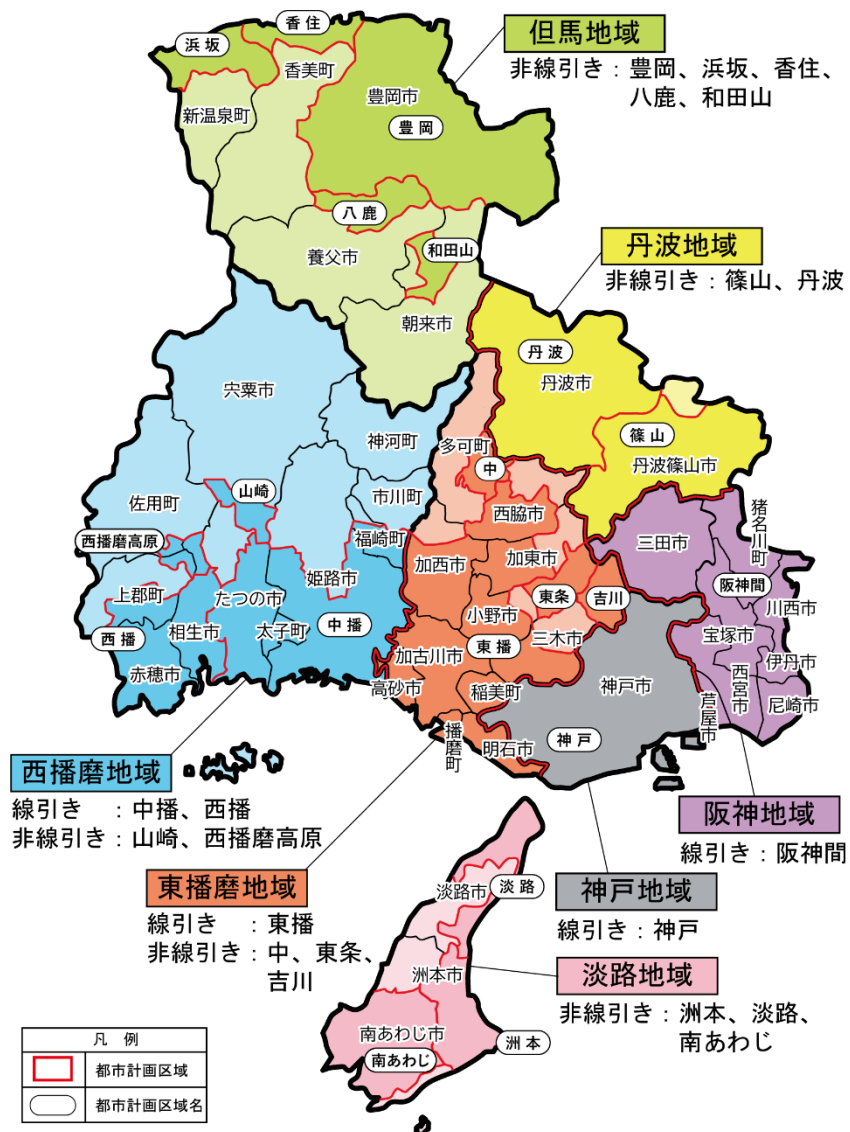 香住
浜坂
香美町
新温泉町
豊岡市
豊岡
八鹿
養父市
和田山
朝来市
但馬地域
非線引き：豊岡、浜坂、香住、
八鹿、和田山
丹波地域
非線引き：篠山、丹波
丹波
丹波市
篠山
丹波篠山市
宍粟市
神河町
多可町
中
佐用町
山崎
市川町
西脇市
西播磨高原
福崎町
加西市
加東市
三田市
猪名川町
上郡町
姫路市
たつの市
東条
吉川
阪神間
川西市
西播
相生市
太子町
中播
小野市
東播
三木市
宝塚市
赤穂市
加古川市
神戸市
西宮市
伊丹市
高砂市
稲美町
芦屋市
尼崎市
播磨町
明石市
神戸
西播磨地域
線引き　：中播、西播
非線引き：山崎、西播磨高原
阪神地域
線引き：阪神間
東播磨地域
線引き　：東播
非線引き：中、東条、
吉川
神戸地域
線引き：神戸
淡路市
淡路
洲本市
淡路地域
非線引き：洲本、淡路、
南あわじ
南あわじ市
南あわじ
洲本
凡例
都市計画区域
都市計画区域名